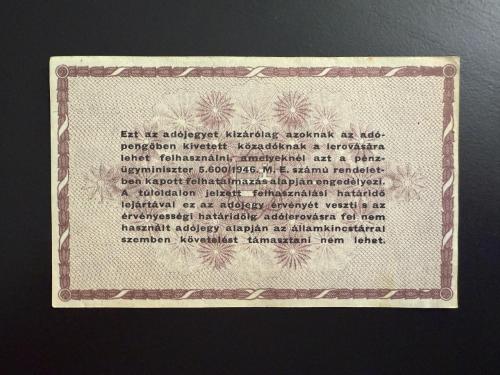 Ezt az adójegyet kizárólag azoknak az adó-
pengőben kivetett közadóknak a lerovására
lehet felhasználni, amelyeknél azt a pénz-
ügyminiszter 5.600/1946. M. E. számú rendelet-
ben kapott felhatalmazás alapján engedélyezi.
A túloldalon jelzett felhasználási határidő
lejártával ez az adójegy érvényét veszti s az
érvényességi határidőig adólerovásra fel nem
használt adójegy alapján az államkincstárral
szemben követelést támasztani nem lehet.